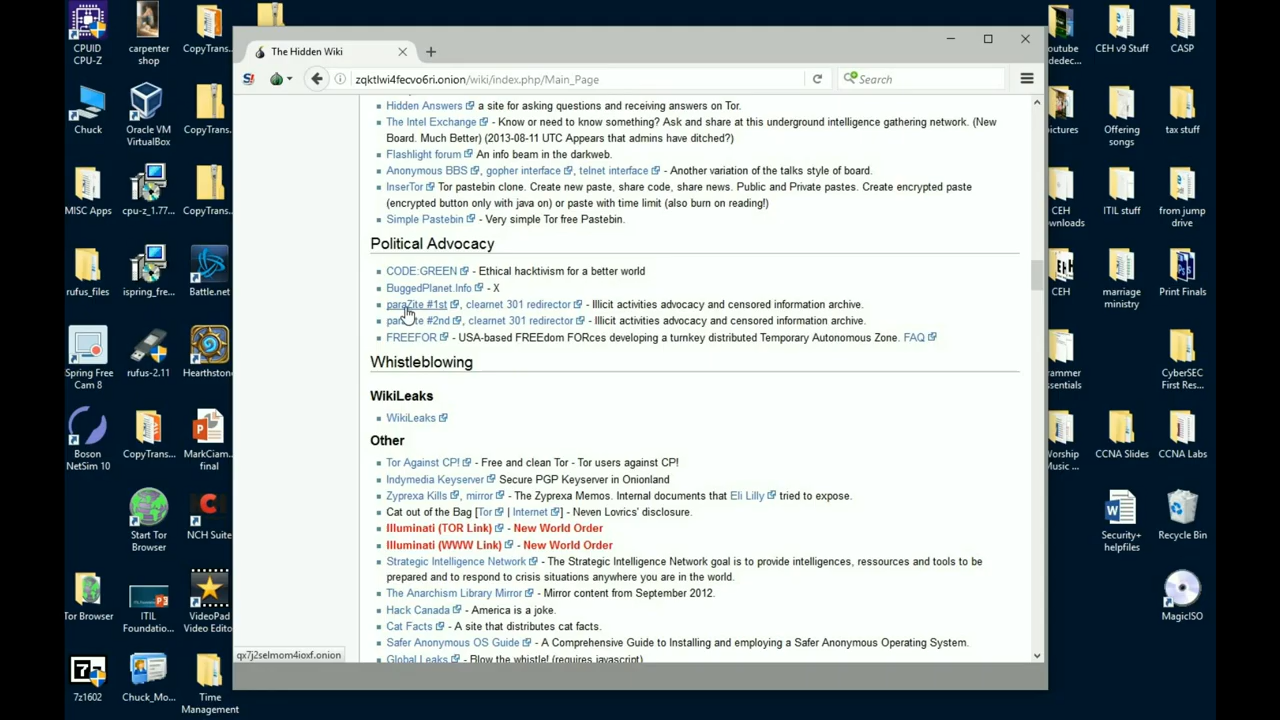 The Hidden Wiki
zqktlwi4fecvo6ri.onion/wiki/index.php/Main_Page
Search
Hidden Answers a site for asking questions and receiving answers on Tor.
The Intel Exchange - Know or need to know something? Ask and share at this underground intelligence gathering network. (New
Board. Much Better) (2013-08-11 UTC Appears that admins have ditched?)
Flashlight forum An info beam in the darkweb.
Anonymous BBS, gopher interface, telnet interface - Another variation of the talks style of board.
InserTor Tor pastebin clone. Create new paste, share code, share news. Public and Private pastes. Create encrypted paste
(encrypted button only with java on) or paste with time limit (also burn on reading!)
Simple Pastebin - Very simple Tor free Pastebin.
Political Advocacy
CODE:GREEN - Ethical hacktivism for a better world
BuggedPlanet.Info - X
paraZite #1st, clearnet 301 redirector - Illicit activities advocacy and censored information archive.
#2nd, clearnet 301 redirector - Illicit activities advocacy and censored information archive.
FREEFOR - USA-based FREEdom FORces developing a turnkey distributed Temporary Autonomous Zone. FAQ
Whistleblowing
WikiLeaks
WikiLeaks
Other
Tor Against CP! - Free and clean Tor - Tor users against CP!
Indymedia Keyserver Secure PGP Keyserver in Onionland
Zyprexa Kills, mirror - The Zyprexa Memos. Internal documents that Eli Lilly tried to expose.
Cat out of the Bag [Tor | Internet] - Neven Lovrics' disclosure.
Illuminati (TOR Link) - New World Order
Illuminati (WWW Link) - New World Order
Strategic Intelligence Network - The Strategic Intelligence Network goal is to provide intelligences, ressources and tools to be
prepared and to respond to crisis situations anywhere you are in the world.
The Anarchism Library Mirror - Mirror content from September 2012.
Hack Canada - America is a joke.
Cat Facts - A site that distributes cat facts.
Safer Anonymous OS Guide - A Comprehensive Guide to Installing and employing a Safer Anonymous Operating System.
Global Leaks - Blow the whistle! (requires javascript)
qx7j2selmom4ioxf.onion
CPUID
CPU-Z
carpenter
shop
CopyTrans...
Chuck
Oracle VM
VirtualBox
CopyTrans...
MISC Apps
cpu-z_1.77...
CopyTrans...
rufus_files
ispring_fre...
Battle.net
Spring Free
Cam 8
rufus-2.11
Hearthstone
Boson
NetSim 10
CopyTrans...
MarkCiam...
final
Start Tor
Browser
NCH Suite
Tor Browser
ITIL
Foundatio...
VideoPad
Video Edito
7z1602
Chuck_Mo...
Time
Management
CEH v9 Stuff
CASP
Offering
songs
tax stuff
CEH
ITIL stuff
from jump
drive
CEH
marriage
ministry
Print Finals
CyberSEC
First Res...
CCNA Slides
CCNA Labs
Security+
helpfiles
Recycle Bin
MagicISO